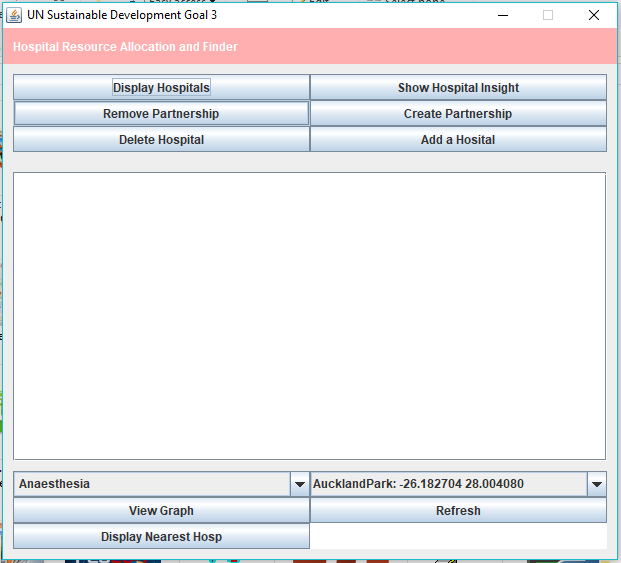 UN Sustainable Development Goal 3
Hospital Resource Allocation and Finder
Display Hospitals
Show Hospital Insight
Remove Partnership
Create Partnership
Delete Hospital
Add a Hosital
Anaesthesia
AucklandPark: -26.182704 28.004080
View Graph
Refresh
Display Nearest Hosp